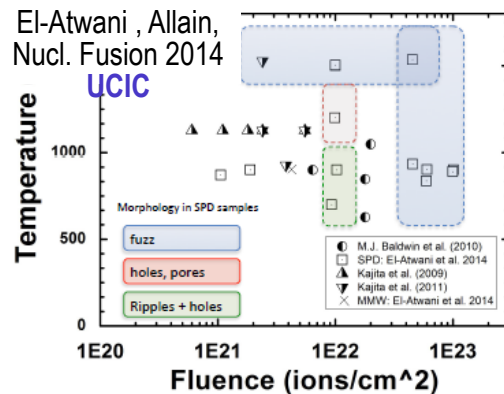 El-Atwani , Allain,
Nucl. Fusion 2014
UCIC
Temperature
1000
500
0
Morphology in SPD samples
fuzz
holes, pores
Ripples + holes
M.J. Baldwin et al. (2010)
SPD: El-Atwani et al. 2014
Kajita et al. (2009)
Kajita et al. (2011)
MMW: El-Atwani et al. 2014
1E20 1E21 1E22 1E23
Fluence (ions/cm^2)